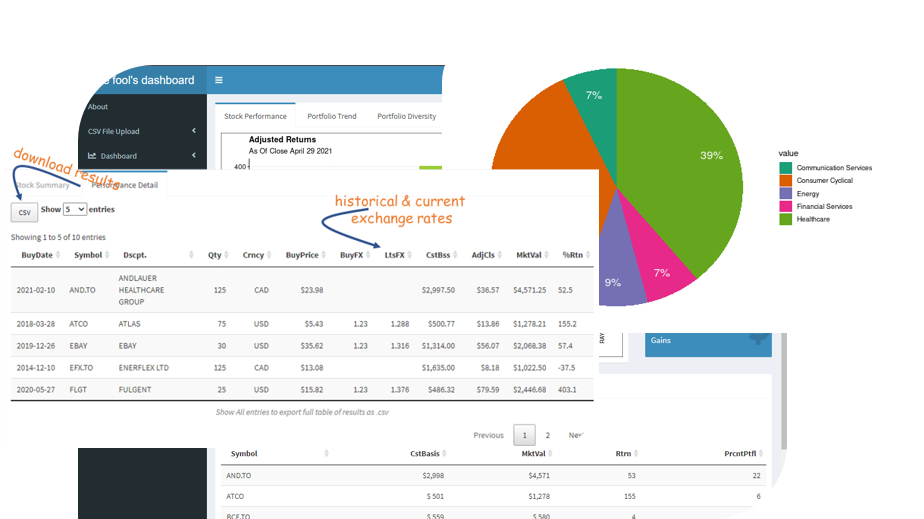 fool's dashboard
About
CSV File Upload
Dashboard
Stock Performance Portfolio Trend Portfolio Diversity
Adjusted Returns
As Of Close April 29 2021
400
7%
39%
7%
9%
value
Communication Services
Consumer Cyclical
Energy
Financial Services
Healthcare
download results
Stock Summary Performance Detail
CSV Show 5 entries
historical & current
exchange rates
Showing 1 to 5 of 10 entries
BuyDate Symbol Dscpt. Qty Crncy BuyPrice BuyFX LtsFX CstBss AdjCls MktVal %Rtn
2021-02-10 AND.TO ANDLAUER HEALTHCARE GROUP 125 CAD $23.98 $2,997.50 $36.57 $4,571.25 52.5
2018-03-28 ATCO ATLAS 75 USD $5.43 1.23 1.288 $500.77 $13.86 $1,278.21 155.2
2019-12-26 EBAY EBAY 30 USD $35.62 1.23 1.316 $1,314.00 $56.07 $2,068.38 57.4
2014-12-10 EFX.TO ENERFLEX LTD 125 CAD $13.08 $1,635.00 $8.18 $1,022.50 -37.5
2020-05-27 FLGT FULGENT 25 USD $15.82 1.23 1.376 $486.32 $79.59 $2,446.68 403.1
Show All entries to export full table of results as .csv
Previous 1 2
FAY
Gains
Symbol CstBasis MktVal Rtrn PrcntPtfl
AND.TO $2,998 $4,571 53 22
ATCO $ 501 $1,278 155 6
BCE.TO $ 559 $ 580 4